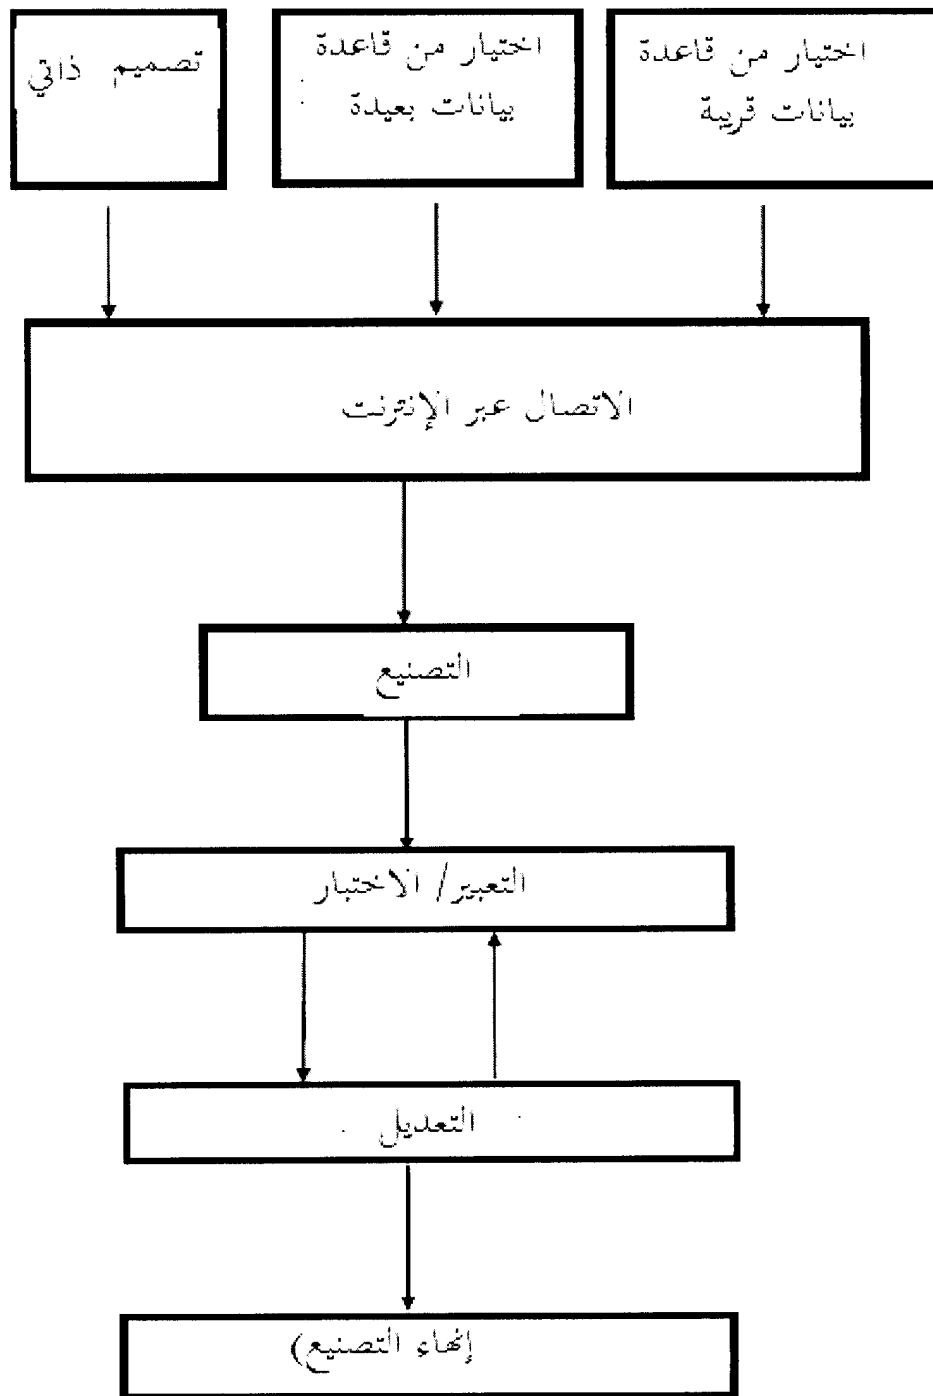 اختيار من قاعدة
بيانات قريبة
اختيار من قاعدة
بيانات بعيدة
تصميم ذاتي
الاتصال عبر الإنترنت
التصنيع
التعبير/ الاختبار
التعديل
إنهاء التصنيع)